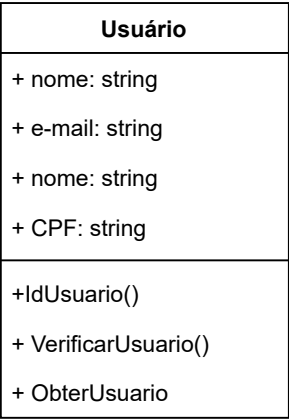 Usuário
+ nome: string
+ e-mail: string
+ nome: string
+ CPF: string
+IdUsuario()
+ VerificarUsuario()
+ ObterUsuario